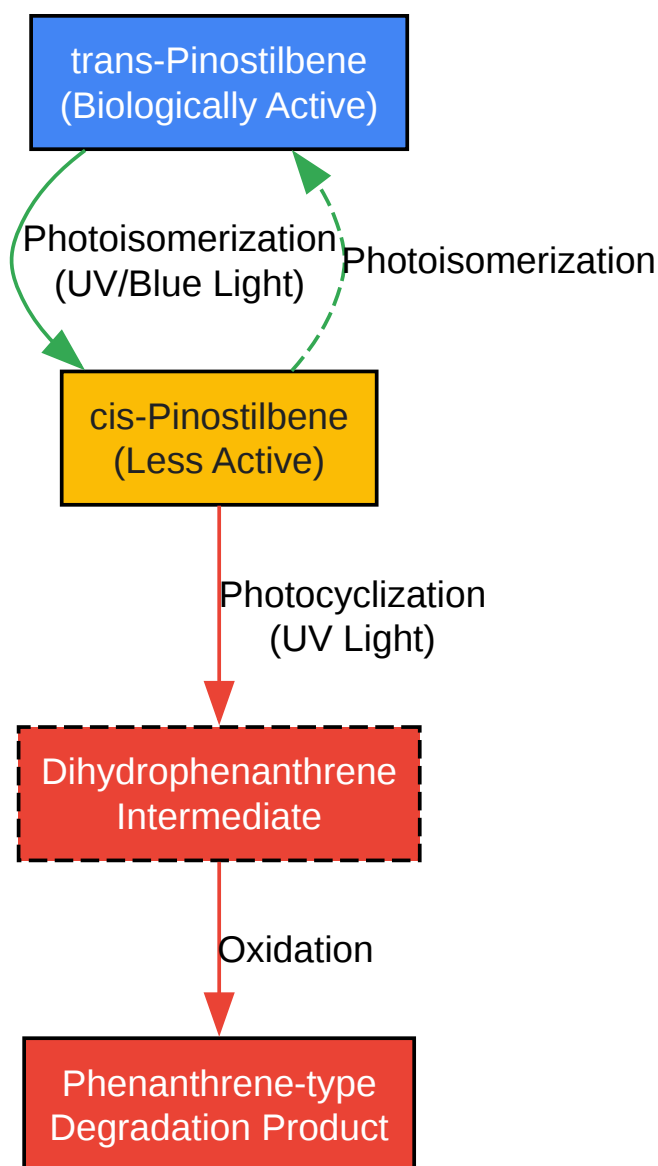 trans-Pinostilbene
(Biologically Active)
Photoisomerization
(UV/Blue Light)
Photoisomerization
cis-Pinostilbene
(Less Active)
Photocyclization
(UV Light)
Dihydrophenanthrene
Intermediate
Oxidation
Phenanthrene-type
Degradation Product